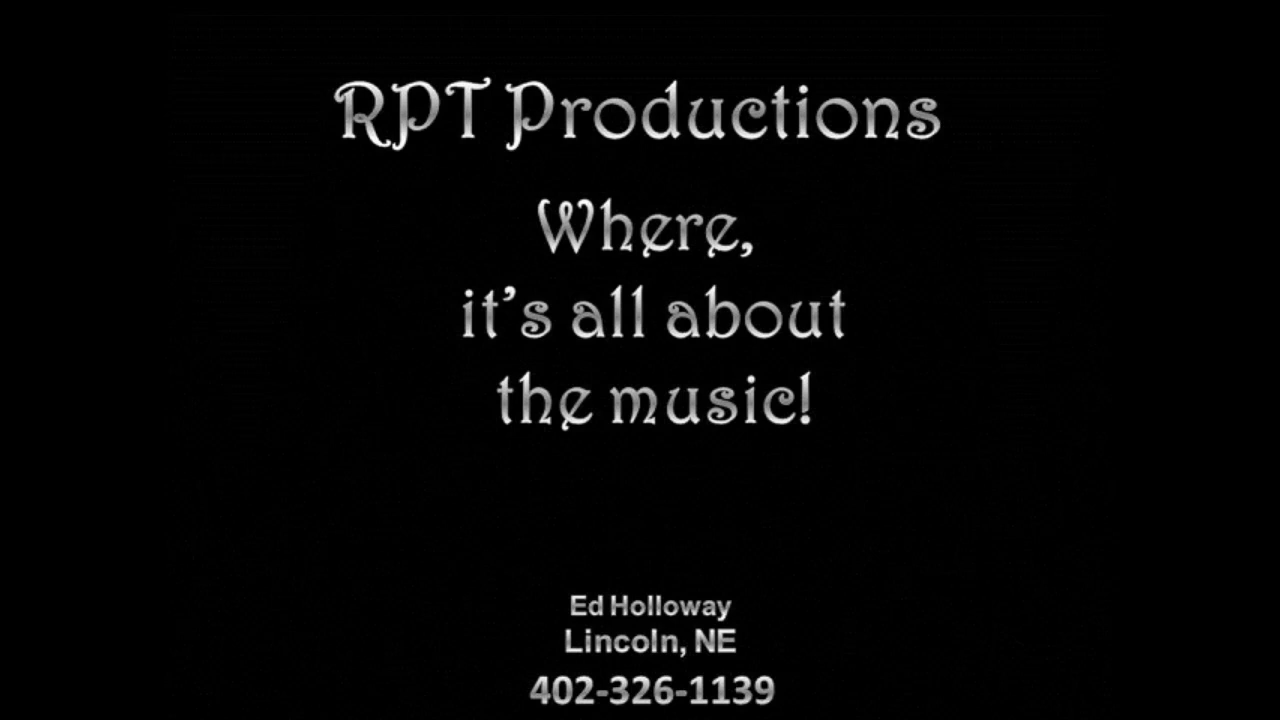 RPT Productions
Where,
it’s all about
the music!
Ed Holloway
Lincoln, NE
402-326-1139